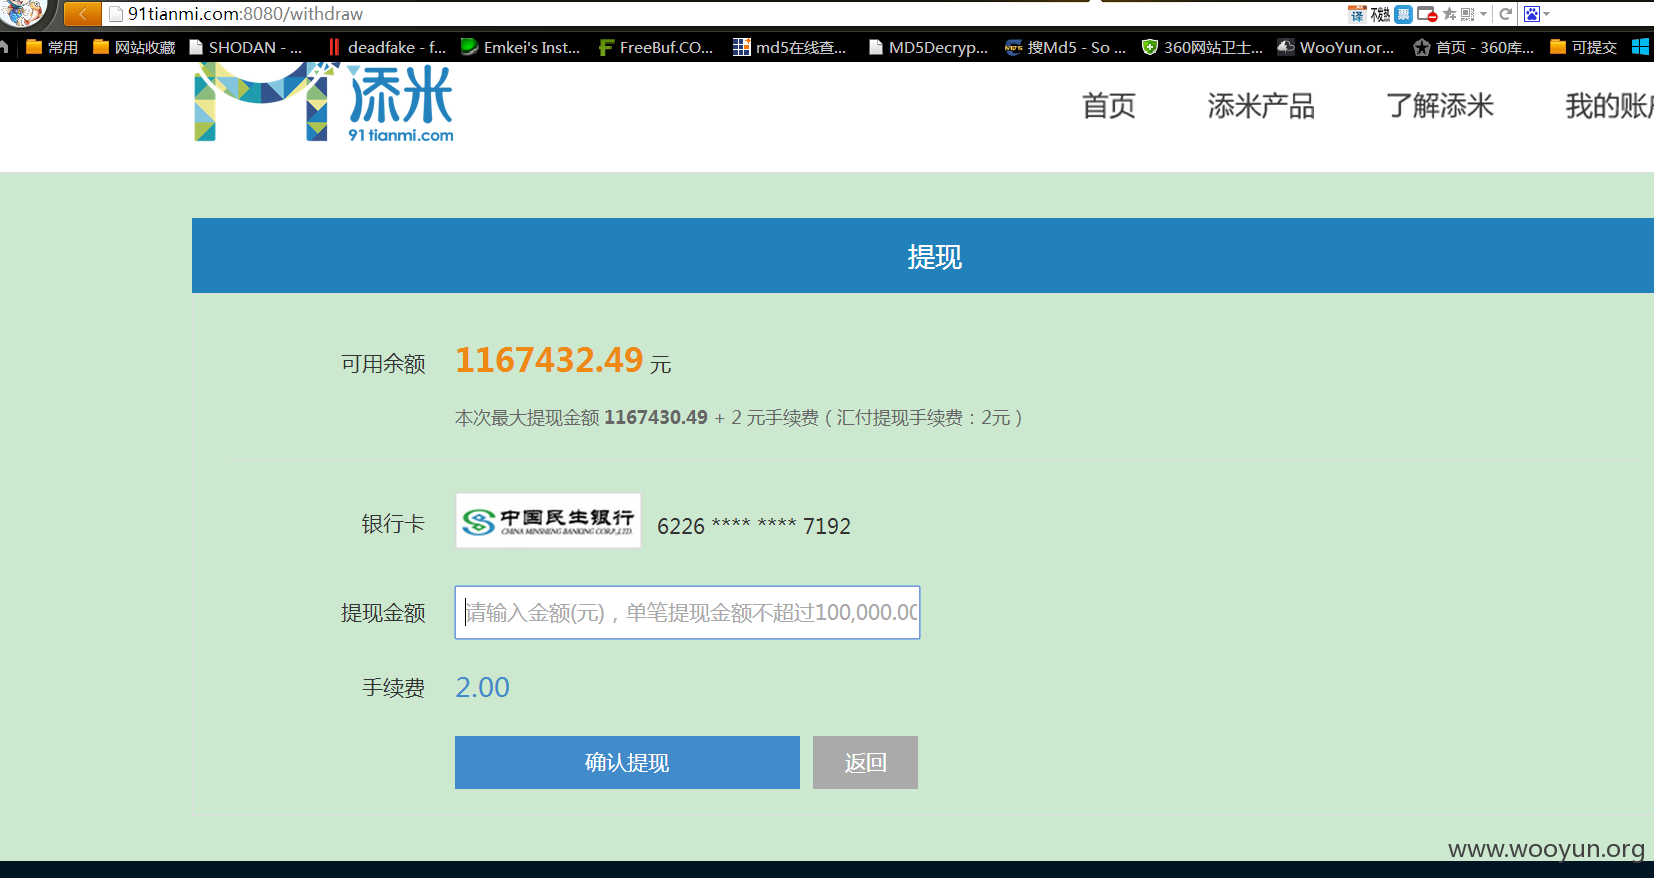 91tianmi.com:8080/withdraw
译 票
常用 网站收藏 SHODAN - ... deadfake - f... Emkei's Inst... FreeBuf.CO... md5在线查... MD5Decryp... 搜Md5 - So ... 360网站卫士... WooYun.or... 首页 - 360库... 可提交
添米
91tianmi.com
首页 添米产品 了解添米 我的账户
提现
可用余额 1167432.49 元
本次最大提现金额 1167430.49 + 2 元手续费 ( 汇付提现手续费：2元 )
银行卡 中国民生银行 6226 **** **** 7192
CHINA MINSHENG BANKING CORP.,LTD.
提现金额 请输入金额(元)，单笔提现金额不超过100,000.00
手续费 2.00
确认提现 返回
www.wooyun.org